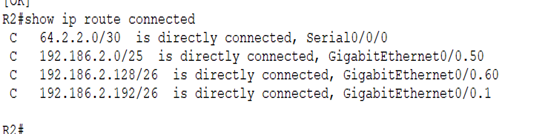 [OK]
R2#show ip route connected
C 64.2.2.0/30 is directly connected, Serial0/0/0
C 192.186.2.0/25 is directly connected, GigabitEthernet0/0.50
C 192.186.2.128/26 is directly connected, GigabitEthernet0/0.60
C 192.186.2.192/26 is directly connected, GigabitEthernet0/0.1
R2#